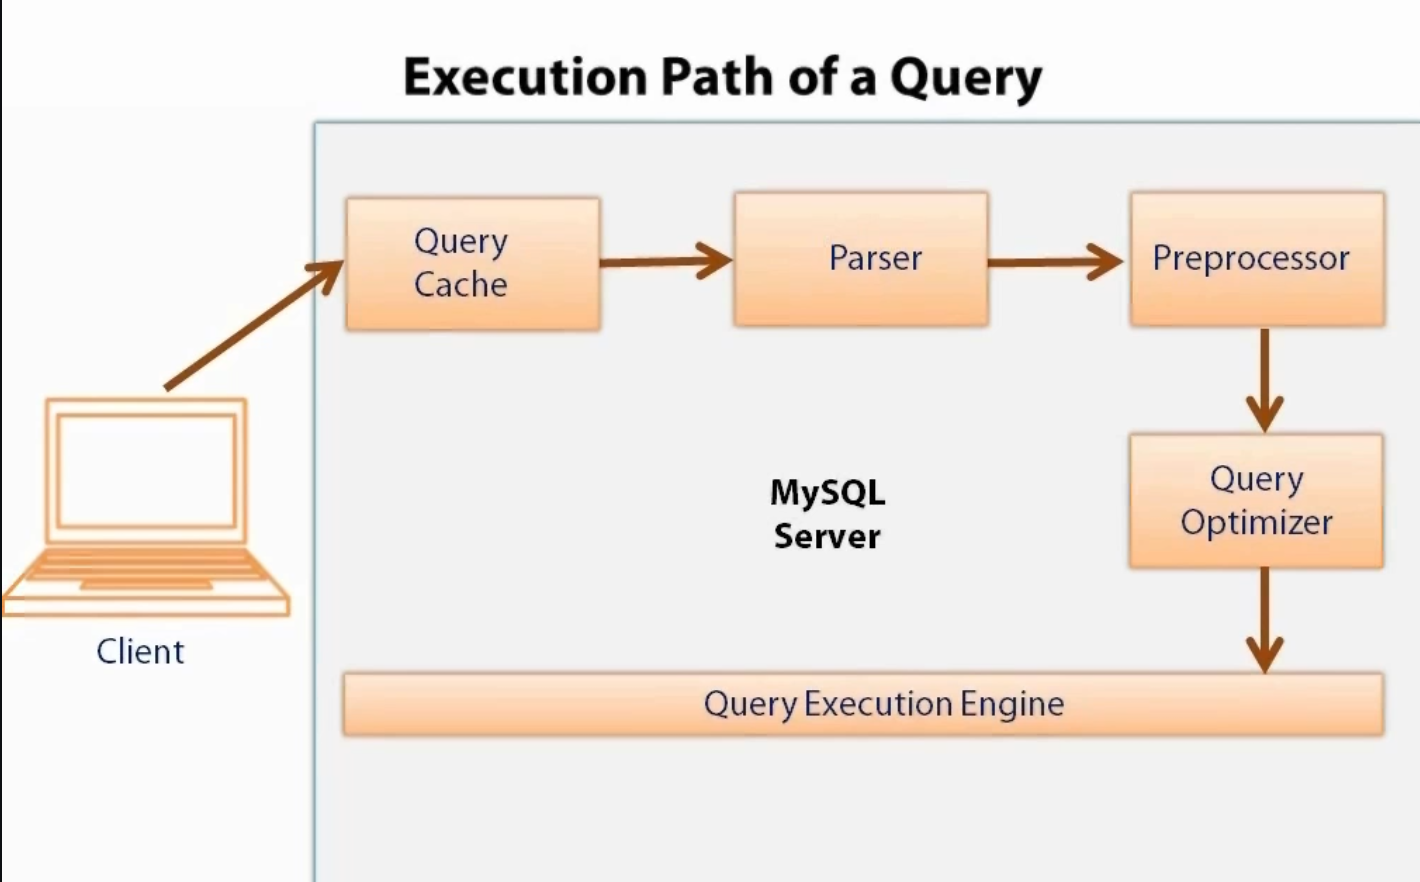 Execution Path of a Query
Query
Cache
Parser
Preprocessor
Query
Optimizer
MySQL
Server
Client
Query Execution Engine